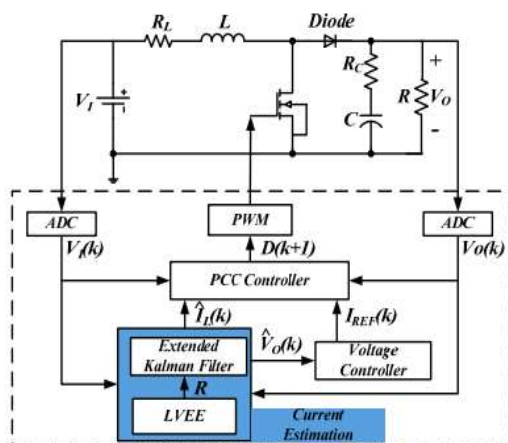 Diode
R_L
L
R_C
V_I
C
R
V_O
+
-
ADC
PWM
ADC
V_I(k)
D(k+1)
Vo(k)
PCC Controller
Î_L(k)
I_REF(k)
V̂_O(k)
Extended
Kalman Filter
Voltage
Controller
R
LVEE
Current
Estimation